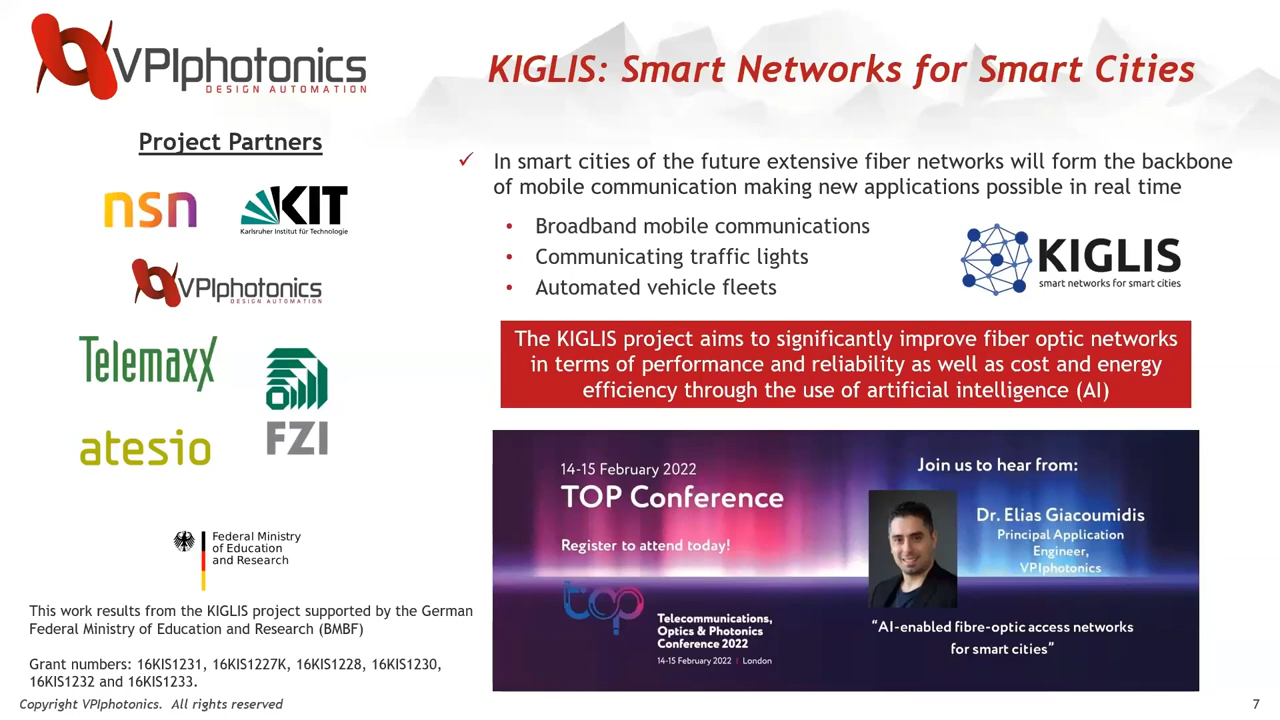 VPIphotonics
DESIGN AUTOMATION
KIGLIS: Smart Networks for Smart Cities
Project Partners
nsn
KIT
Karlsruher Institut für Technologie
VPIphotonics
DESIGN AUTOMATION
Telemaxx
FZI
atesio
Federal Ministry
of Education
and Research
This work results from the KIGLIS project supported by the German
Federal Ministry of Education and Research (BMBF)
Grant numbers: 16KIS1231, 16KIS1227K, 16KIS1228, 16KIS1230,
16KIS1232 and 16KIS1233.
✓ In smart cities of the future extensive fiber networks will form the backbone
of mobile communication making new applications possible in real time
• Broadband mobile communications
• Communicating traffic lights
• Automated vehicle fleets
KIGLIS
smart networks for smart cities
The KIGLIS project aims to significantly improve fiber optic networks
in terms of performance and reliability as well as cost and energy
efficiency through the use of artificial intelligence (AI)
14-15 February 2022
TOP Conference
Register to attend today!
top
Telecommunications,
Optics & Photonics
Conference 2022
14-15 February 2022 | London
Join us to hear from:
Dr. Elias Giacoumidis
Principal Application
Engineer,
VPIphotonics
“AI-enabled fibre-optic access networks
for smart cities”
Copyright VPIphotonics. All rights reserved
7